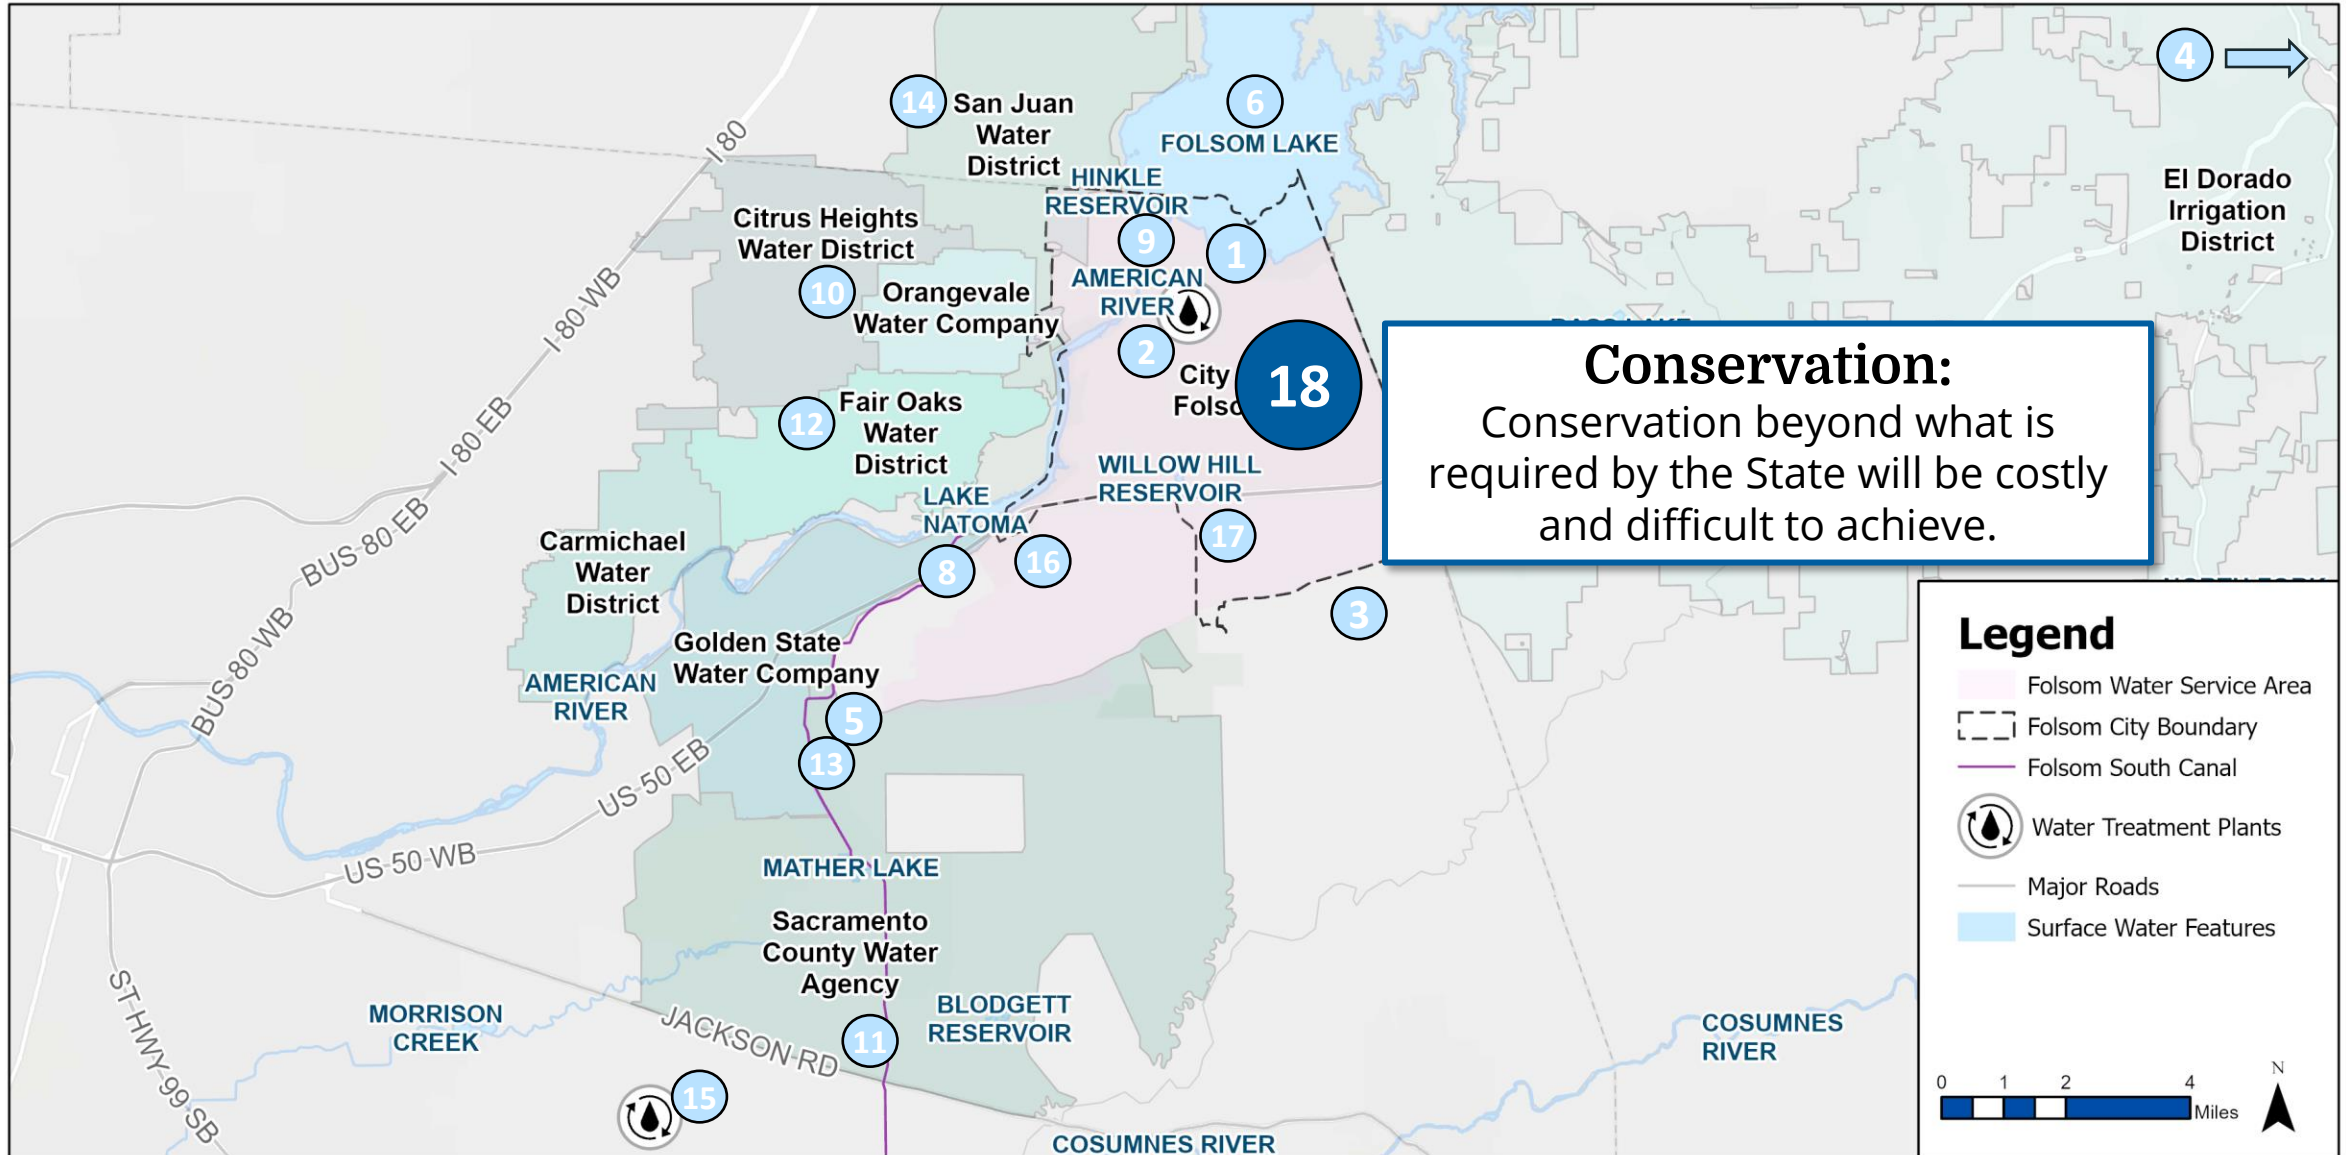 14
San Juan
Water
District
6
FOLSOM LAKE
4
I 80
HINKLE
RESERVOIR
El Dorado
Irrigation
District
Citrus Heights
Water District
9
1
10
AMERICAN
RIVER
Orangevale
Water Company
I-80-WB
2
City
18
Conservation:
Conservation beyond what is
required by the State will be costly
and difficult to achieve.
12
Fair Oaks
Water
District
I-80 EB
WILLOW HILL
RESERVOIR
LAKE
NATOMA
17
16
8
BUS-80-EB
Carmichael
Water
District
3
BUS 80-WB
Golden State
Water Company
AMERICAN
RIVER
5
13
US-50 EB
US-50-WB
MATHER LAKE
Sacramento
County Water
Agency
BLODGETT
RESERVOIR
MORRISON
CREEK
JACKSON-RD
11
15
ST-HWY-99 SB
COSUMNES
RIVER
COSUMNES RIVER
Legend
Folsom Water Service Area
Folsom City Boundary
Folsom South Canal
Water Treatment Plants
Major Roads
Surface Water Features
0 1 2 4
Miles
N